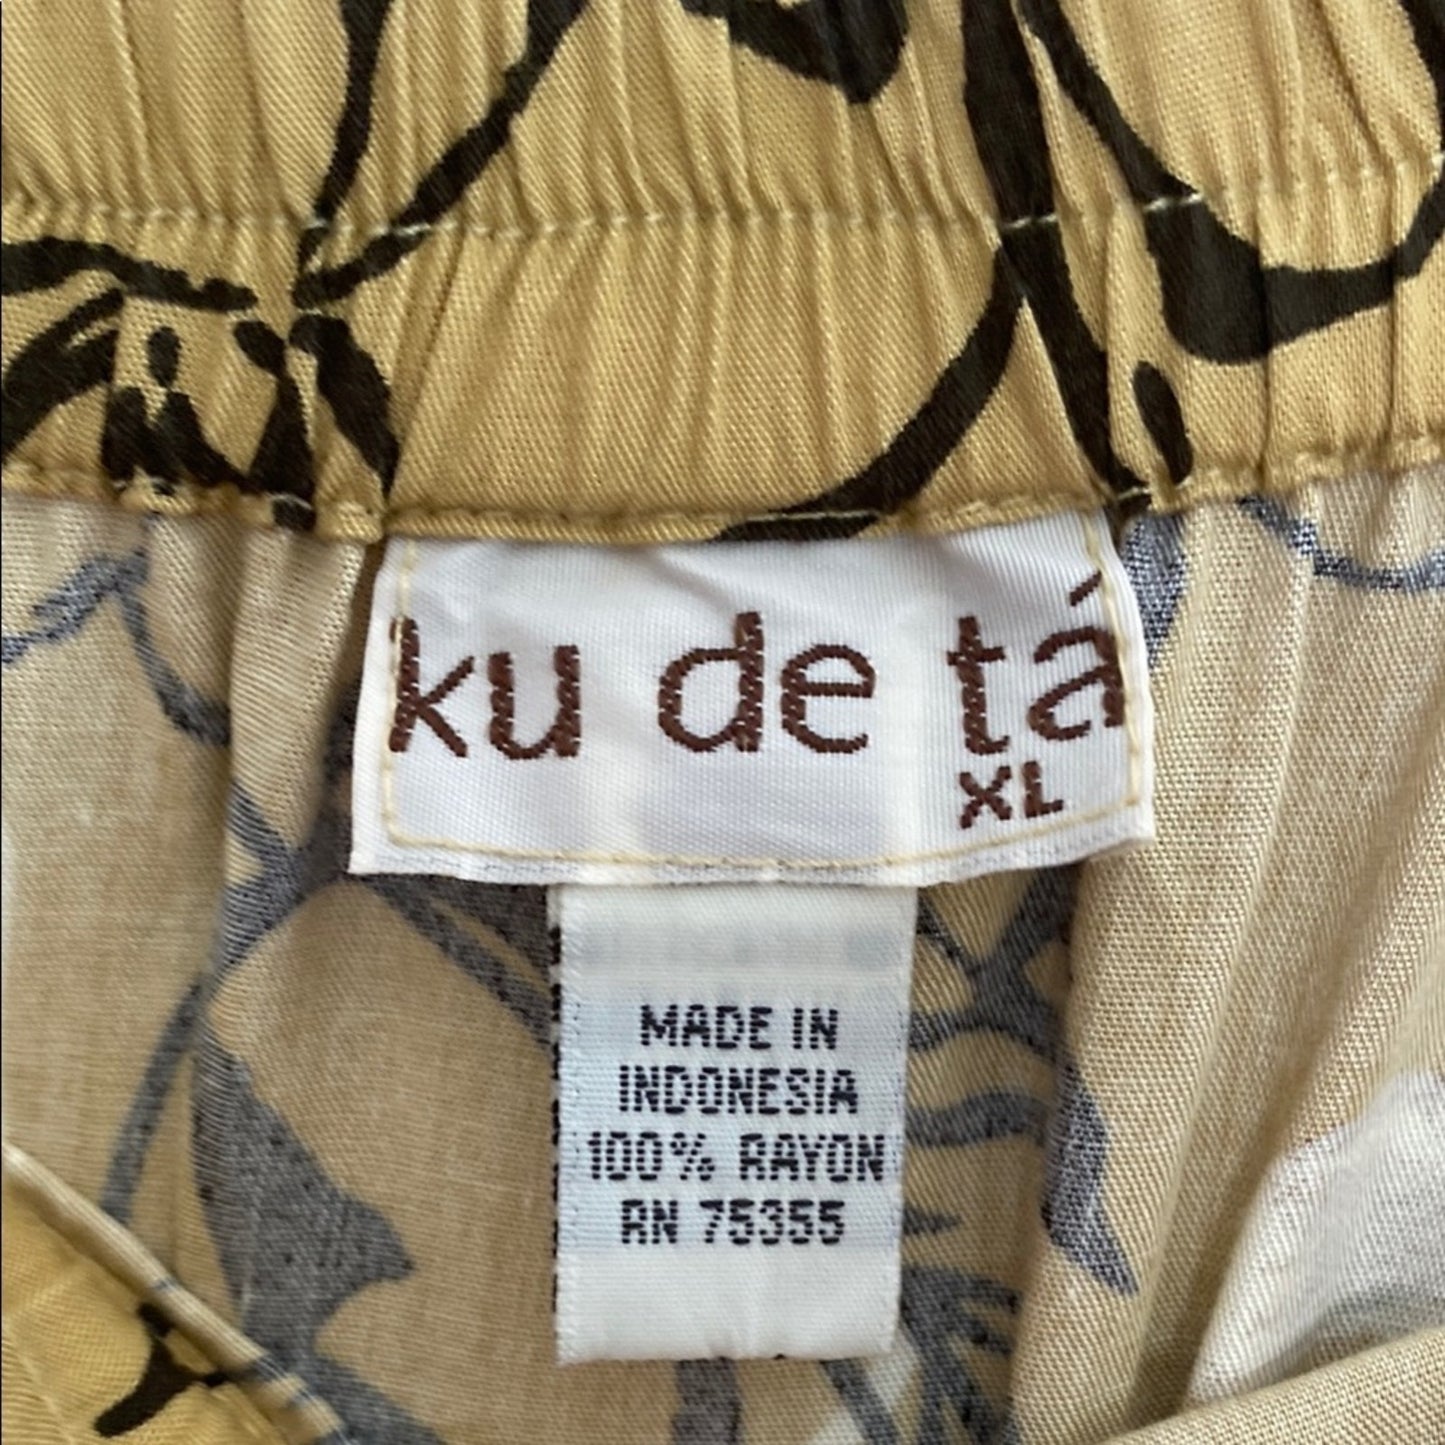 ku de tá
XL
MADE IN
INDONESIA
100% RAYON
RN 75355